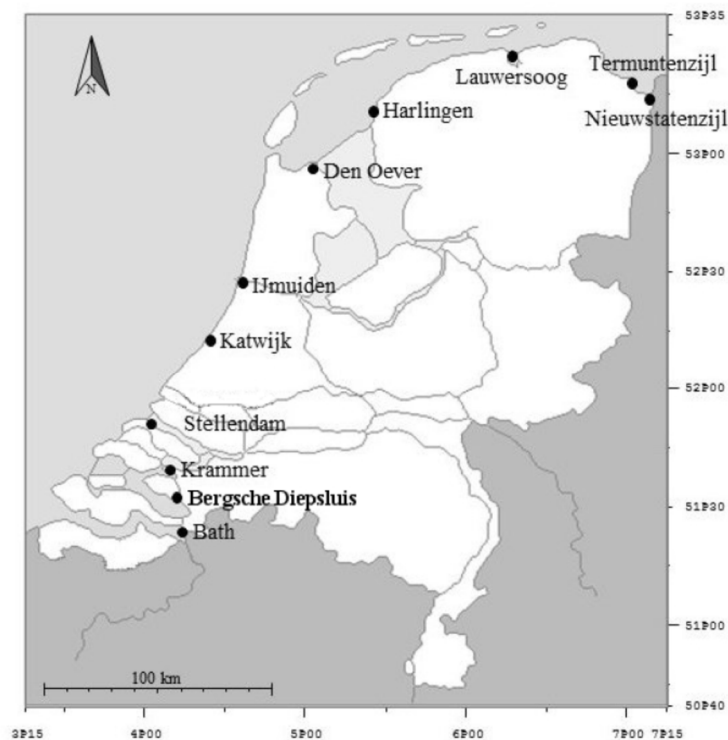 53P35
Termuntenzijl
Lauwersoog
Harlingen
Nieuwstatenzijl
53P00
Den Oever
52P30
IJmuiden
Katwijk
52P00
Stellendam
Krammer
Bergsche Diepsluis
51P30
Bath
51P00
100 km
50P40
3P15 4P00 5P00 6P00 7P00 7P15
N